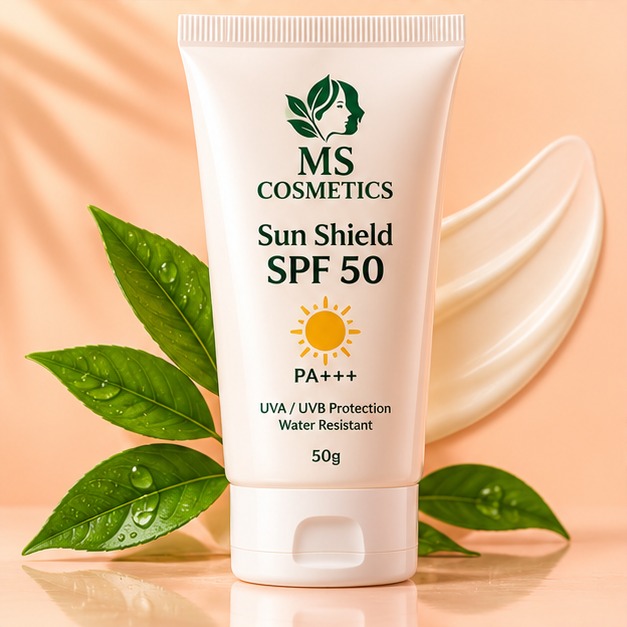 MS
COSMETICS
Sun Shield
SPF 50
PA+++
UVA / UVB Protection
Water Resistant
50g